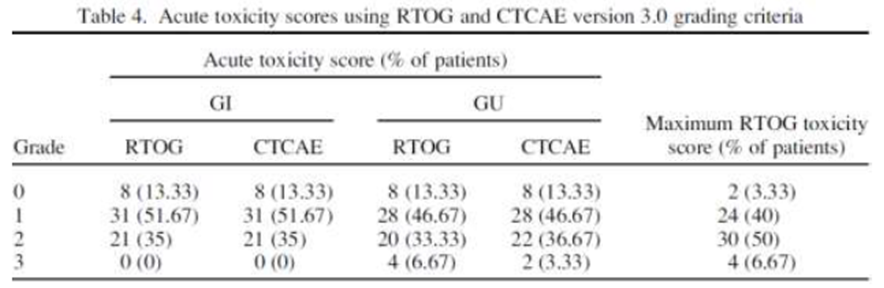 Table 4. Acute toxicity scores using RTOG and CTCAE version 3.0 grading criteria
Acute toxicity score (% of patients)
GI GU
Maximum RTOG toxicity
Grade RTOG CTCAE RTOG CTCAE score (% of patients)
0 8 (13.33) 8 (13.33) 8 (13.33) 8 (13.33) 2 (3.33)
1 31 (51.67) 31 (51.67) 28 (46.67) 28 (46.67) 24 (40)
2 21 (35) 21 (35) 20 (33.33) 22 (36.67) 30 (50)
3 0 (0) 0 (0) 4 (6.67) 2 (3.33) 4 (6.67)